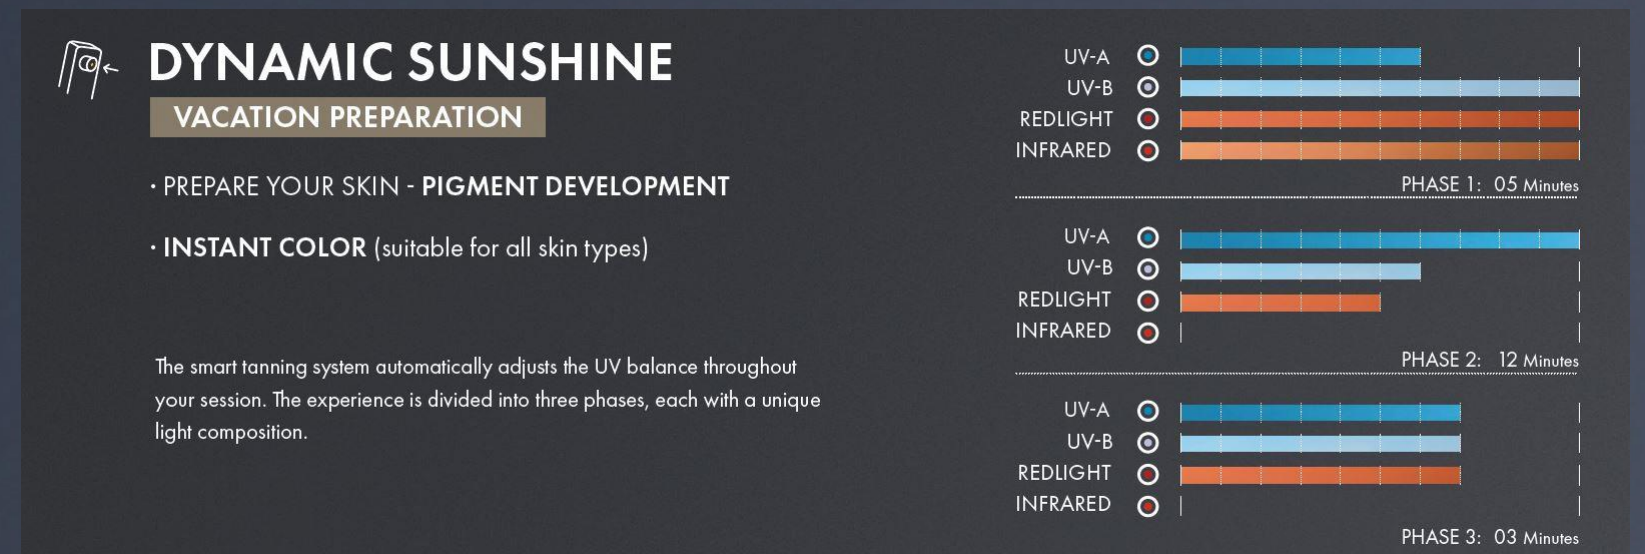 DYNAMIC SUNSHINE
VACATION PREPARATION
· PREPARE YOUR SKIN - PIGMENT DEVELOPMENT
· INSTANT COLOR (suitable for all skin types)
The smart tanning system automatically adjusts the UV balance throughout
your session. The experience is divided into three phases, each with a unique
light composition.
UV-A
UV-B
REDLIGHT
INFRARED
PHASE 1: 05 Minutes
UV-A
UV-B
REDLIGHT
INFRARED
PHASE 2: 12 Minutes
UV-A
UV-B
REDLIGHT
INFRARED
PHASE 3: 03 Minutes